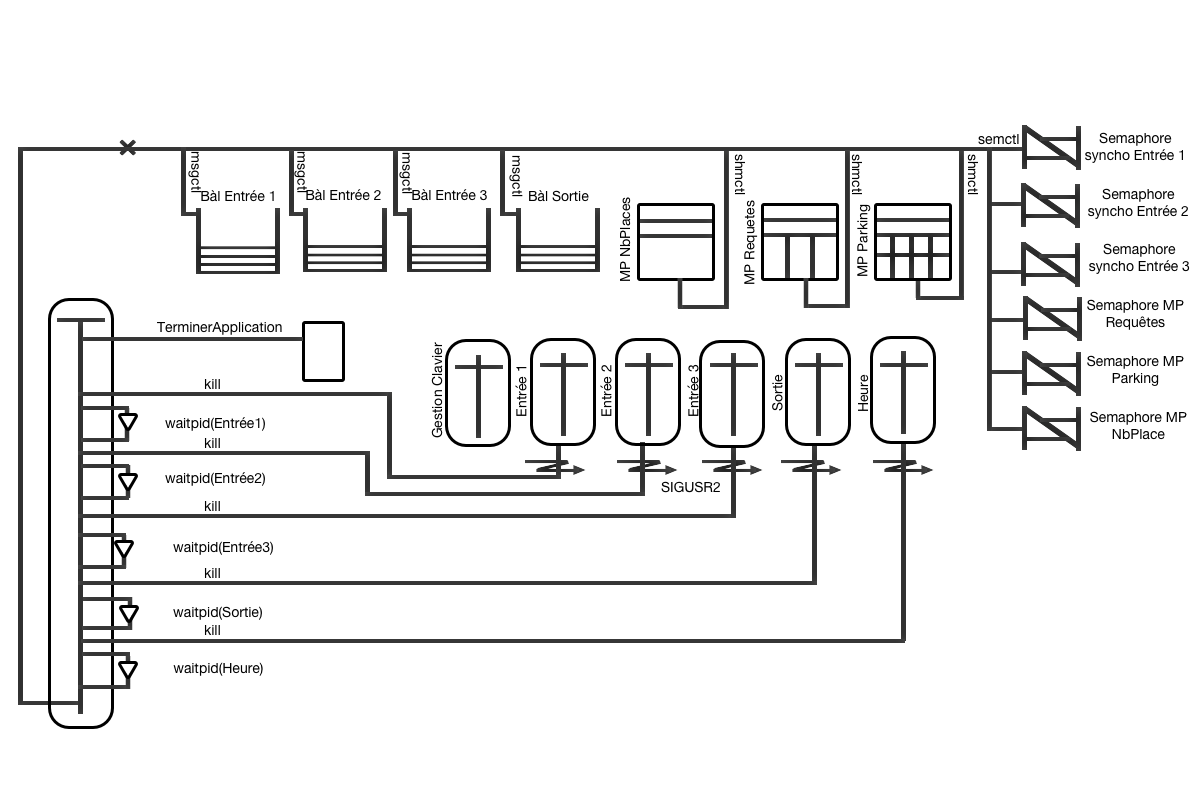 semctl
Semaphore
syncho Entrée 1
msgctl
msgctl
msgctl
msgctl
shmctl
shmctl
shmctl
Bàl Entrée 1
Bàl Entrée 2
Bàl Entrée 3
Bàl Sortie
Semaphore
syncho Entrée 2
MP NbPlaces
MP Requetes
MP Parking
Semaphore
syncho Entrée 3
Semaphore MP
Requêtes
TerminerApplication
Semaphore MP
Parking
Gestion Clavier
Entrée 1
Entrée 2
Entrée 3
Sortie
Heure
kill
Semaphore MP
NbPlace
waitpid(Entrée1)
kill
waitpid(Entrée2)
SIGUSR2
kill
waitpid(Entrée3)
kill
waitpid(Sortie)
kill
waitpid(Heure)